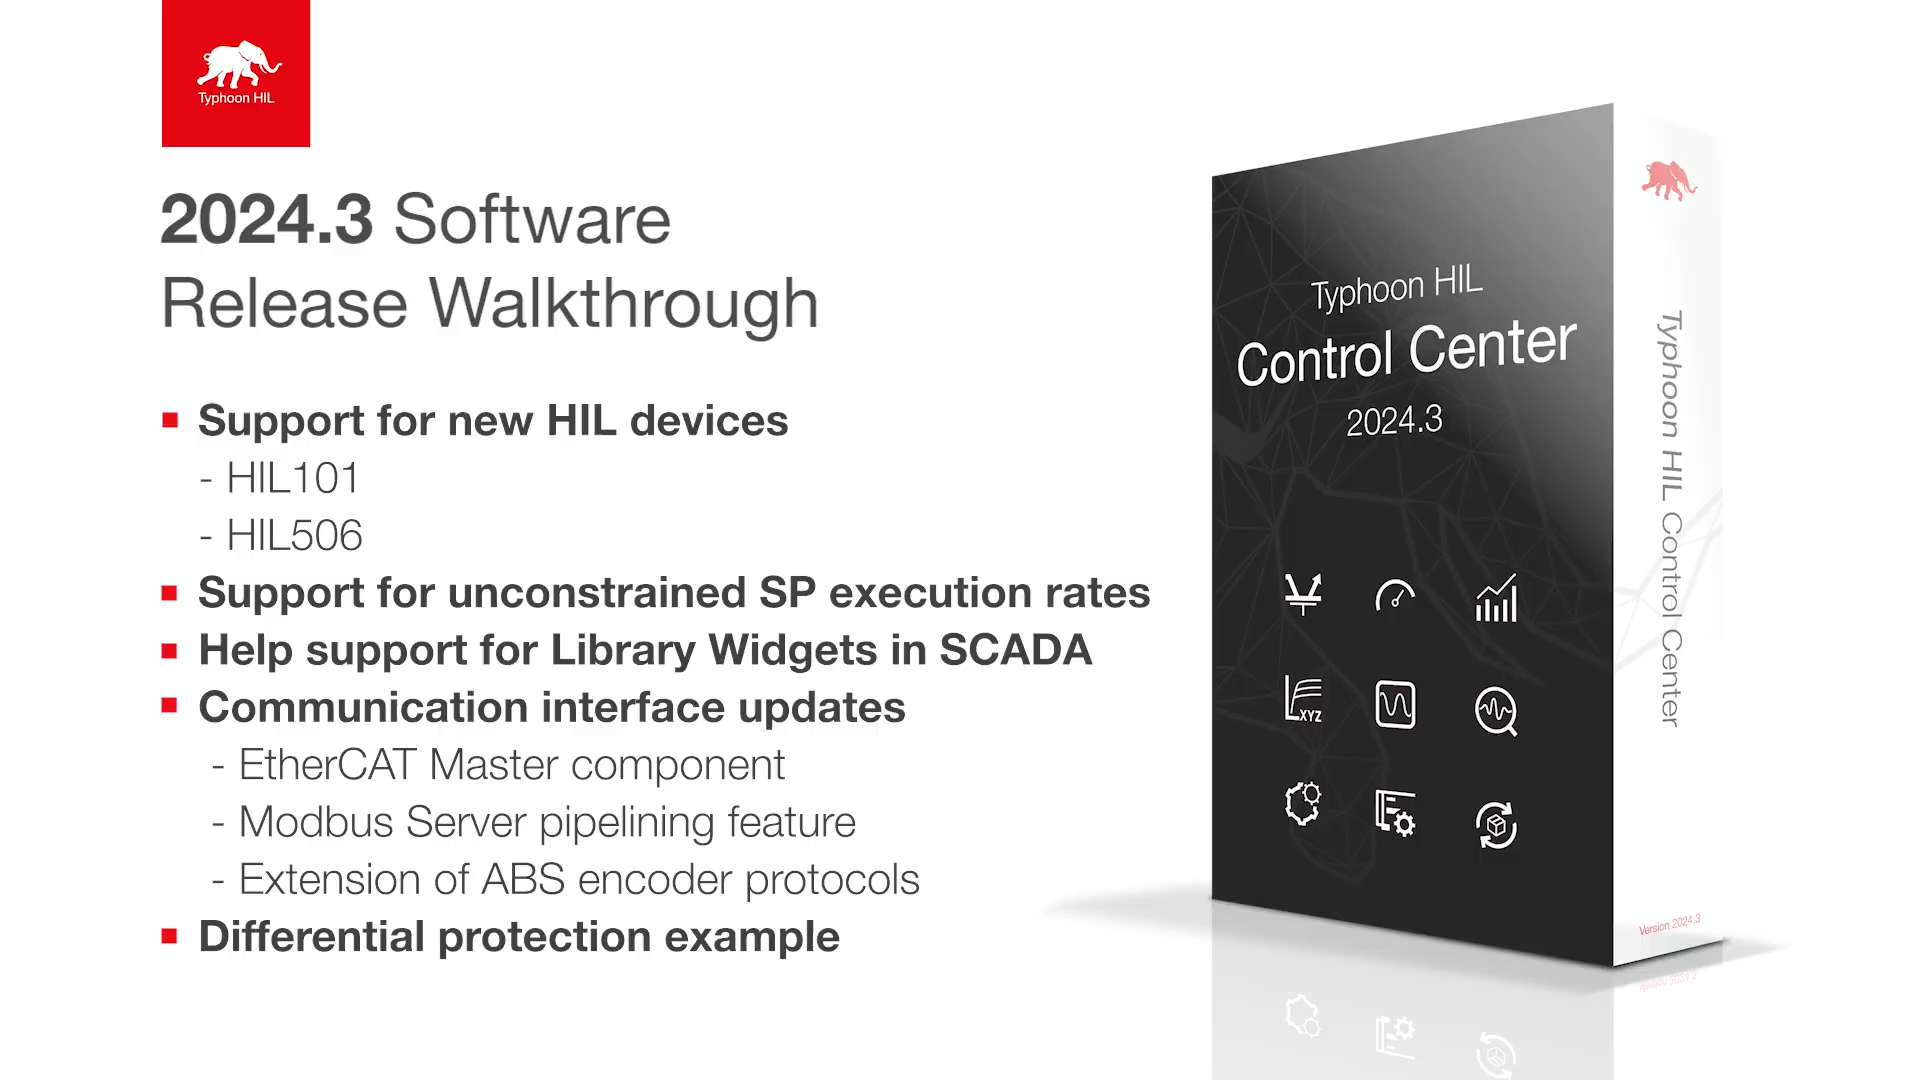 Typhoon HIL
2024.3 Software
Release Walkthrough
Support for new HIL devices
- HIL101
- HIL506
Support for unconstrained SP execution rates
Help support for Library Widgets in SCADA
Communication interface updates
- EtherCAT Master component
- Modbus Server pipelining feature
- Extension of ABS encoder protocols
Differential protection example
Typhoon HIL
Control Center
2024.3
XYZ
Typhoon HIL Control Center
Version 2024.3